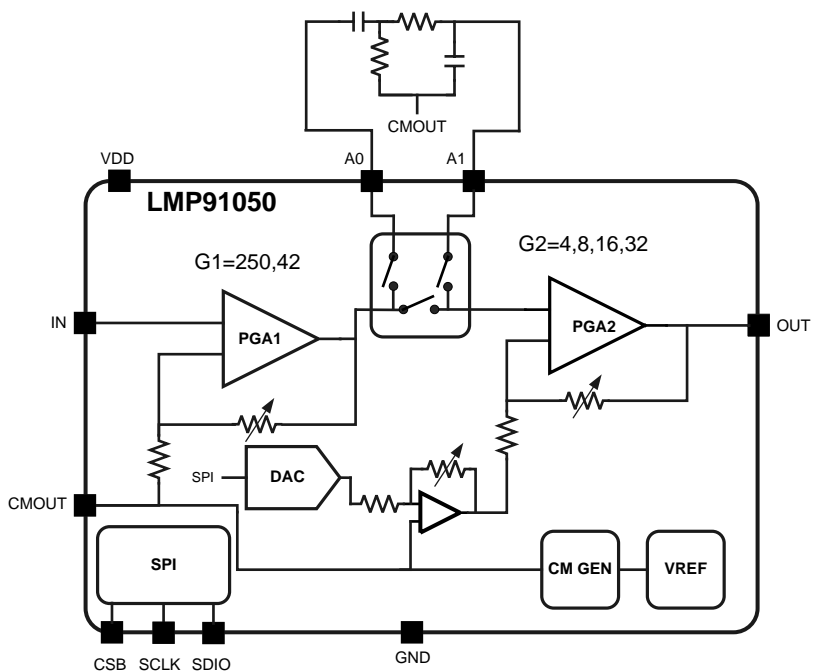 CMOUT
VDD
A0
A1
LMP91050
G1=250,42
G2=4,8,16,32
IN
PGA1
PGA2
OUT
SPI
DAC
CMOUT
SPI
CM GEN
VREF
CSB
SCLK
SDIO
GND